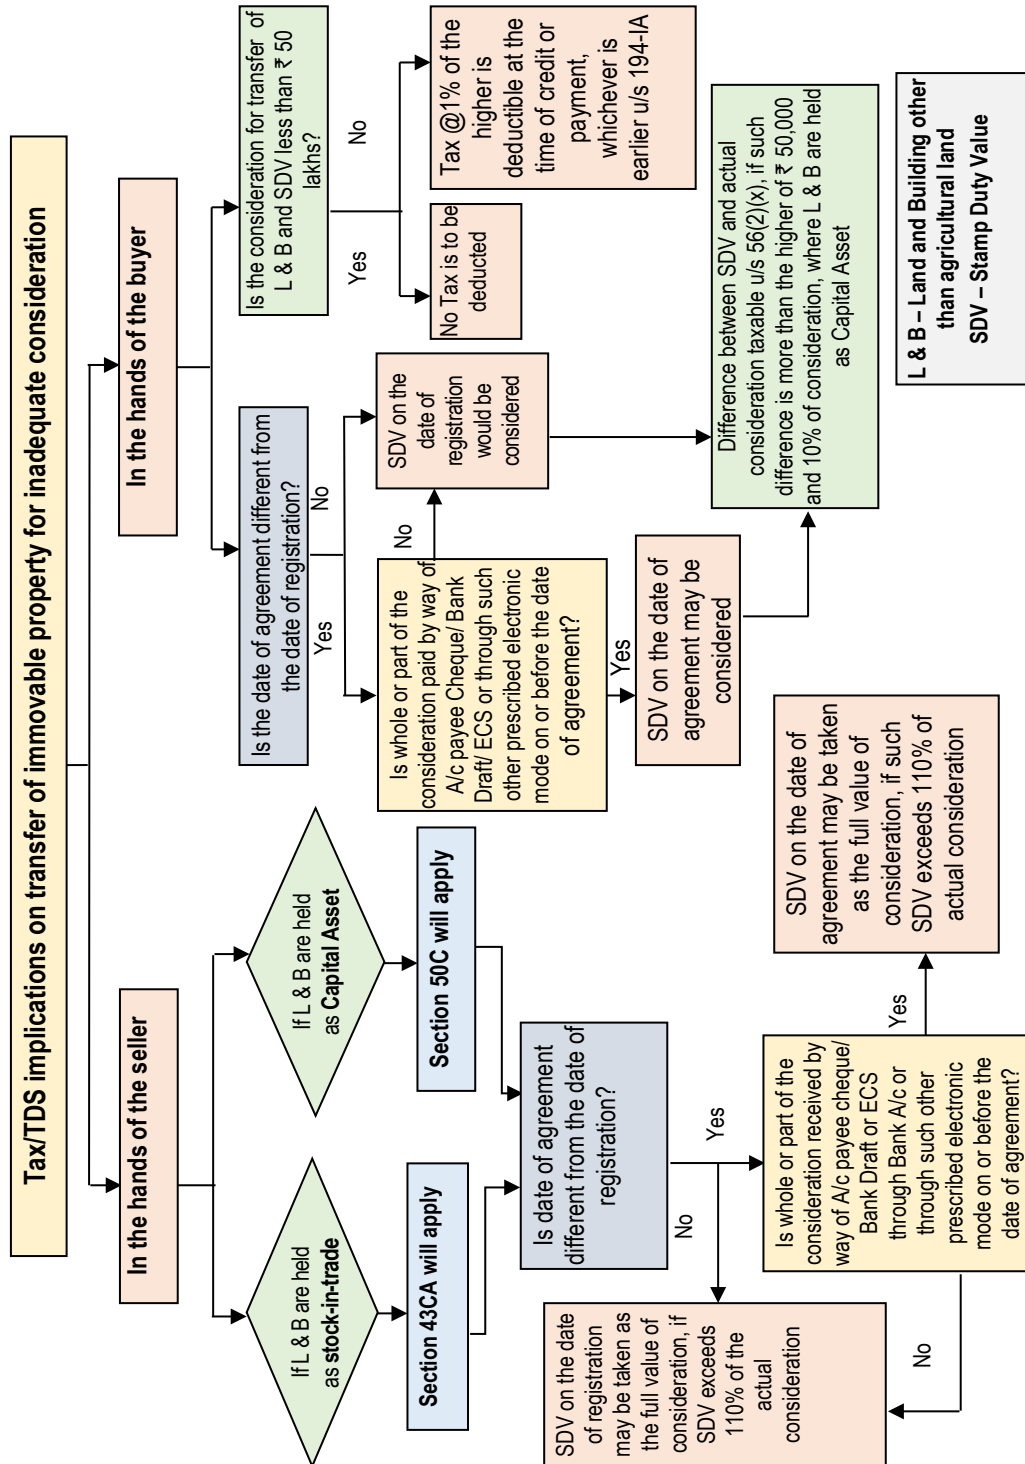 Tax/TDS implications on transfer of immovable property for inadequate consideration
In the hands of the seller
In the hands of the buyer
If L & B are held
as stock-in-trade
If L & B are held
as Capital Asset
Section 43CA will apply
Section 50C will apply
Is date of agreement
different from the date of
registration?
No
Yes
SDV on the date
of registration
may be taken as
the full value of
consideration, if
SDV exceeds
110% of the
actual
consideration
Is whole or part of the
consideration received by
way of A/c payee cheque/
Bank Draft or ECS
through Bank A/c or
through such other
prescribed electronic
mode on or before the
date of agreement?
No
Yes
SDV on the date of
agreement may be taken
as the full value of
consideration, if such
SDV exceeds 110% of
actual consideration
Is the date of agreement different from
the date of registration?
Yes
No
Is whole or part of the
consideration paid by way of
A/c payee Cheque/ Bank
Draft/ ECS or through such
other prescribed electronic
mode on or before the date
of agreement?
No
Yes
SDV on the
date of
registration
would be
considered
SDV on the date of
agreement may be
considered
Difference between SDV and actual
consideration taxable u/s 56(2)(x), if such
difference is more than the higher of ₹ 50,000
and 10% of consideration, where L & B are held
as Capital Asset
Is the consideration for transfer of
L & B and SDV less than ₹ 50
lakhs?
Yes
No
No Tax is to be
deducted
Tax @1% of the
higher is
deductible at the
time of credit or
payment,
whichever is
earlier u/s 194-IA
L & B – Land and Building other
than agricultural land
SDV – Stamp Duty Value